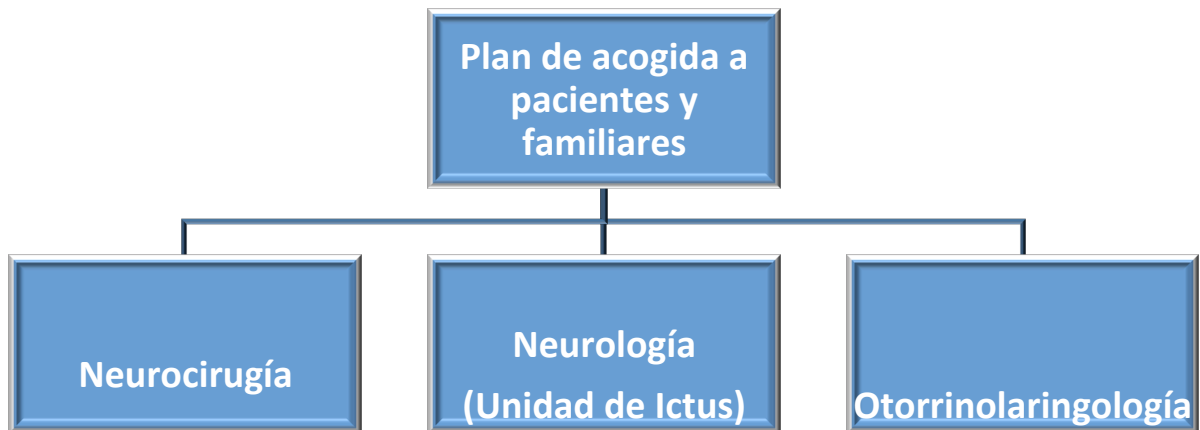 Plan de acogida a
pacientes y
familiares
Neurocirugía
Neurología
(Unidad de Ictus)
Otorrinolaringología